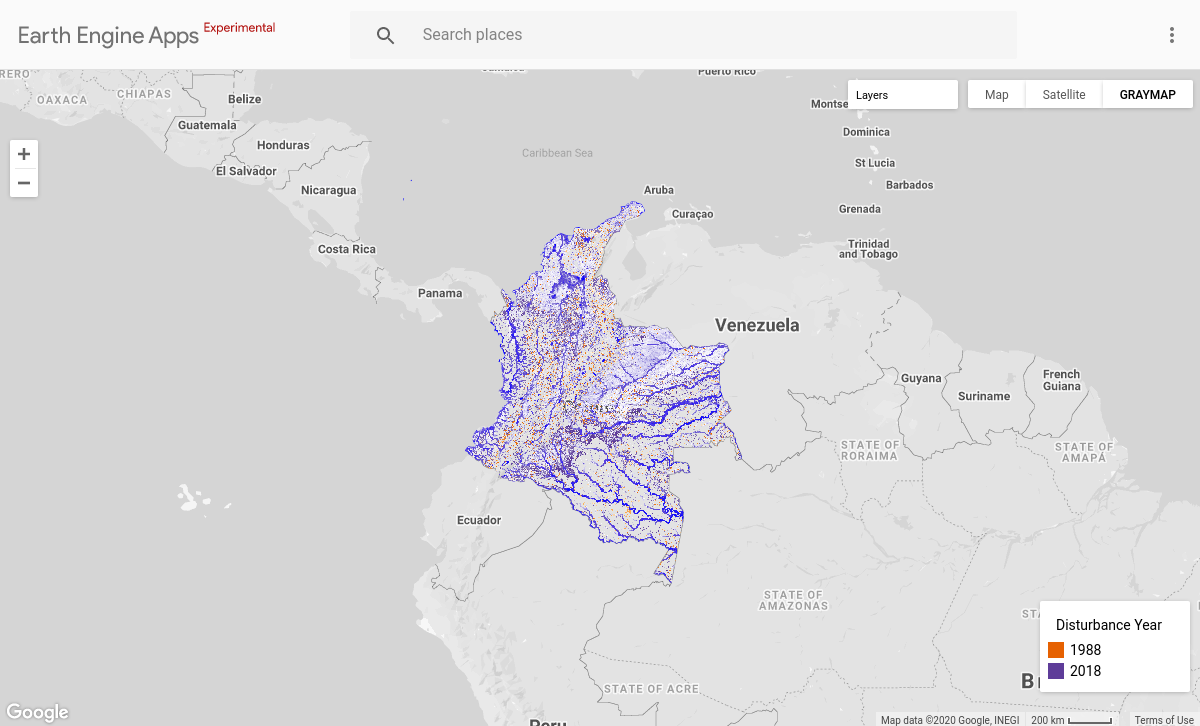 Earth Engine Apps Experimental
Search places
Jamaica
Puerto Rico
RERO
OAXACA
CHIAPAS
Belize
Layers
Map
Satellite
GRAYMAP
Montse
Guatemala
Dominica
Honduras
Caribbean Sea
+
−
El Salvador
St Lucia
Nicaragua
Aruba
Barbados
Curaçao
Grenada
Costa Rica
Trinidad
and Tobago
Panama
Venezuela
Guyana
French
Guiana
Suriname
STATE OF
RORAIMA
STATE OF
AMAPÁ
Ecuador
STATE OF
AMAZONAS
STA
Disturbance Year
1988
2018
B
STATE OF ACRE
Google
Peru
Map data ©2020 Google, INEGI
200 km
Terms of Use